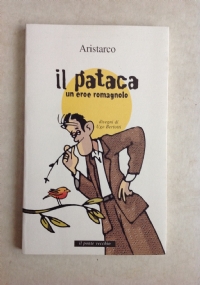 Aristarco
il pataca
un eroe romagnolo
disegni di
Ugo Bertotti
il ponte vecchio